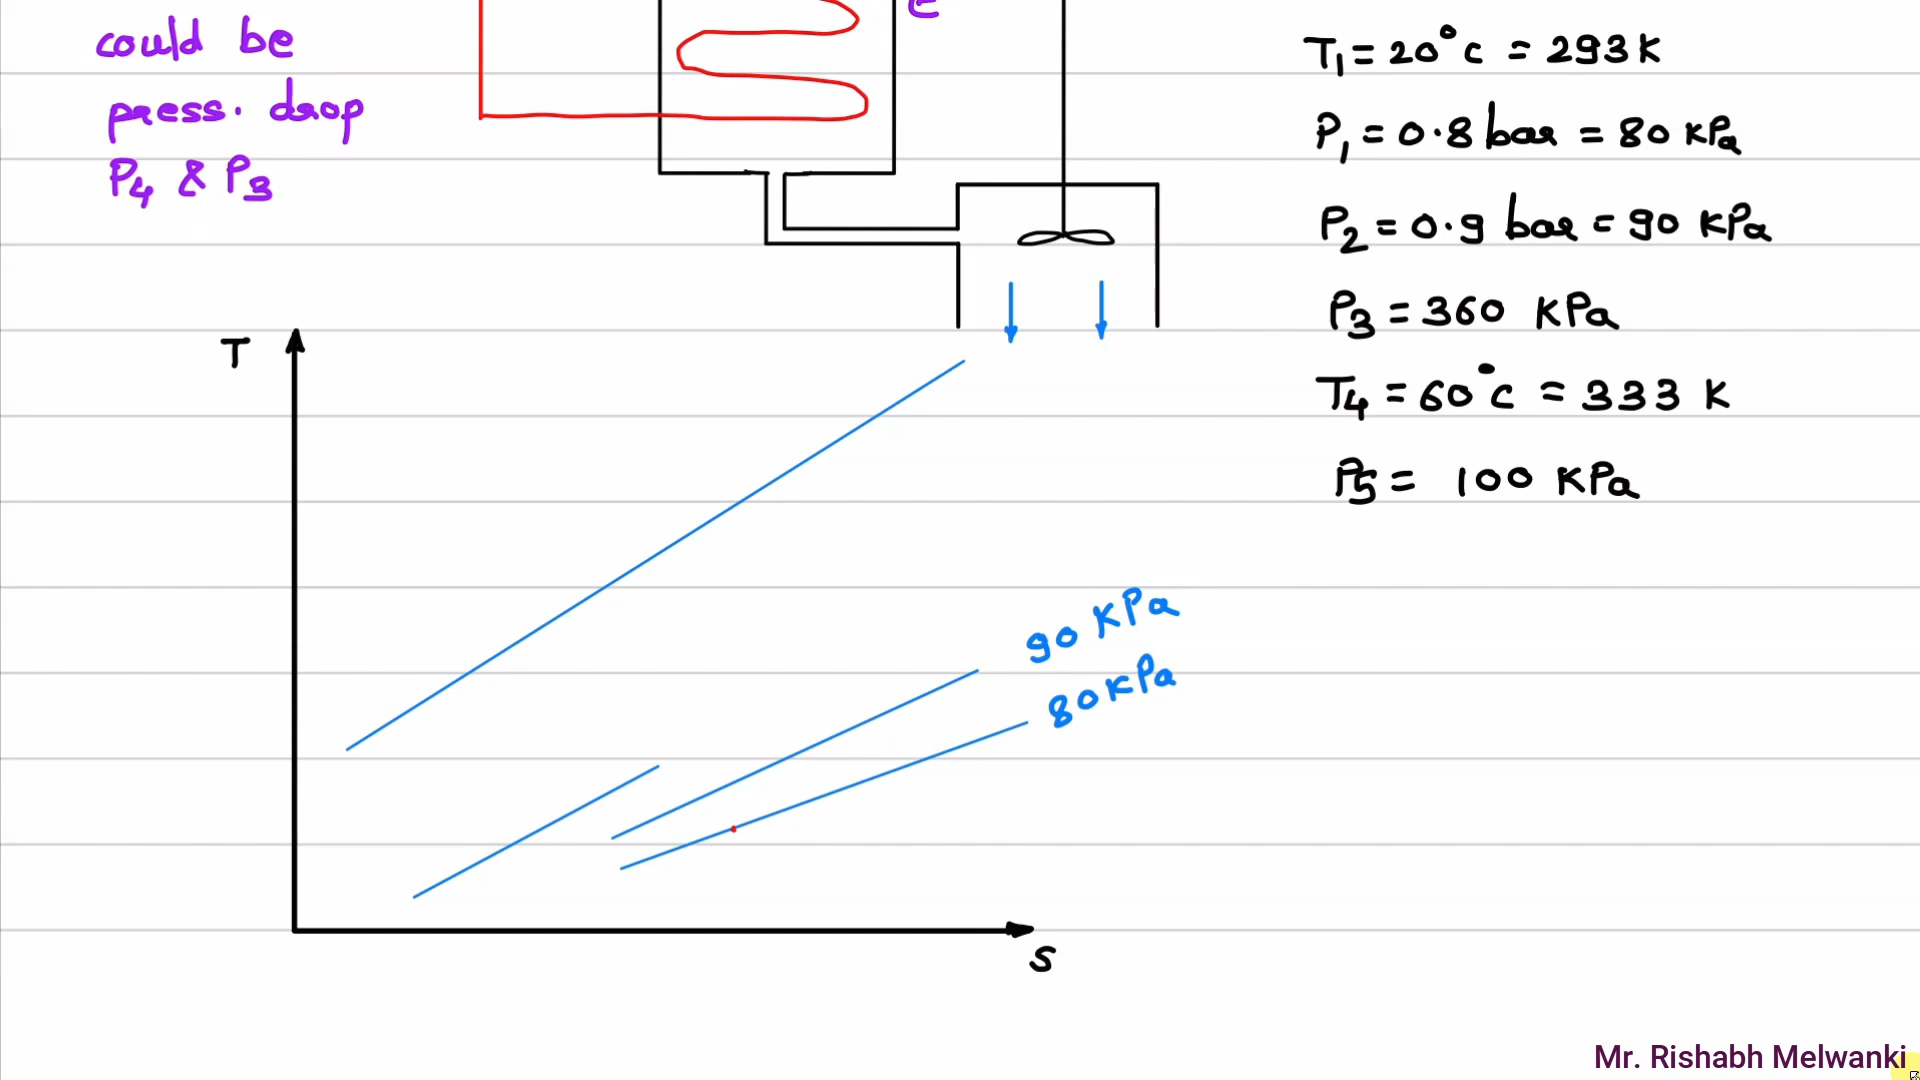 could be
press. drop
P4 & P3
T1 = 20°c = 293 K
P1 = 0.8 bar = 80 kPa
P2 = 0.9 bar = 90 kPa
P3 = 360 kPa
T4 = 60°c = 333 K
P5 = 100 kPa
T
90 kPa
80 kPa
S
Mr. Rishabh Melwanki